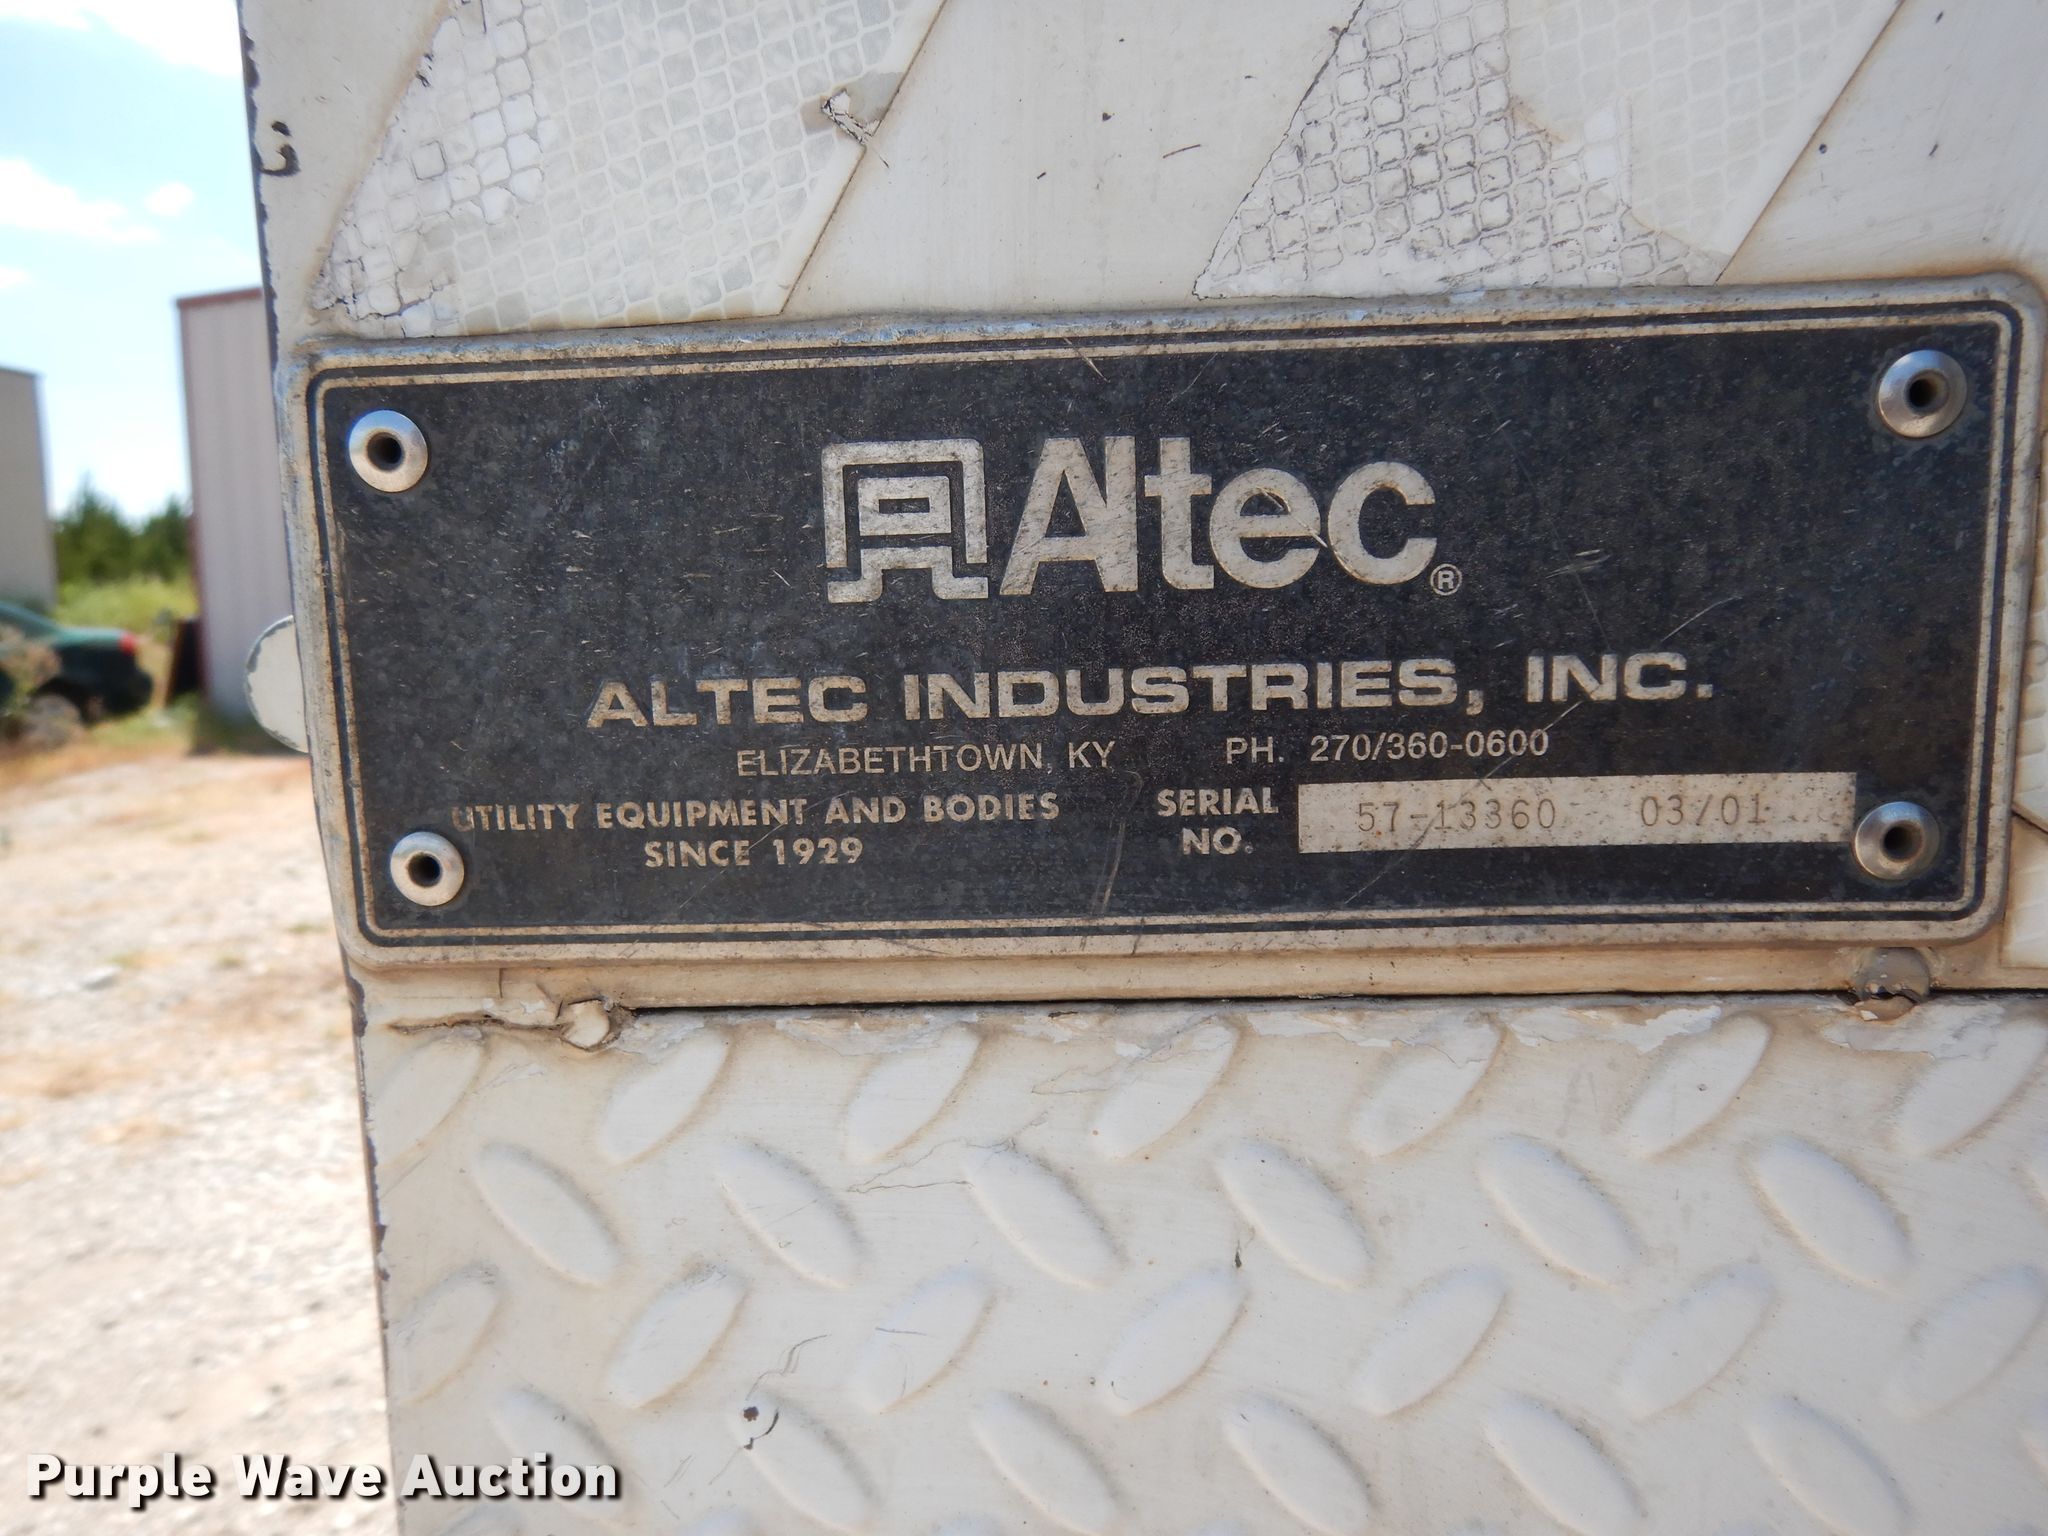 Altec®
ALTEC INDUSTRIES, INC.
ELIZABETHTOWN, KY PH. 270/360-0600
UTILITY EQUIPMENT AND BODIES
SINCE 1929
SERIAL NO. 57-13360 03/01
Purple Wave Auction